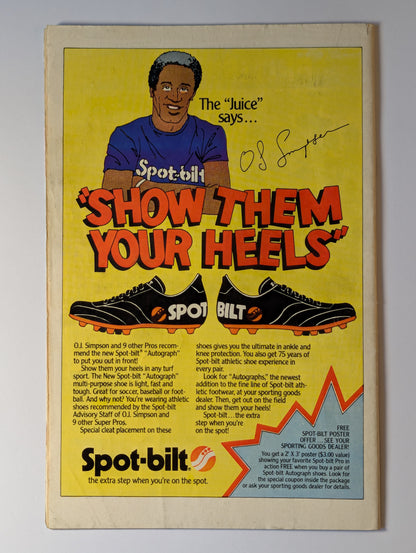 The "Juice"
says...
O.J. Simpson
Spot-bilt
"SHOW THEM
YOUR HEELS"
SPOT BILT
O.J. Simpson and 9 other Pros recom-
mend the new Spot-bilt® "Autograph"
to put you out in front!
Show them your heels in any turf
sport. The New Spot-bilt "Autograph"
multi-purpose shoe is light, fast and
tough. Great for soccer, baseball or foot-
ball. And why not? You're wearing athletic
shoes recommended by the Spot-bilt
Advisory Staff of O.J. Simpson and
9 other Super Pros.
Special cleat placement on these
shoes gives you the ultimate in ankle and
knee protection. You also get 75 years of
Spot-bilt athletic shoe experience in
every pair.
Look for "Autographs," the newest
addition to the fine line of Spot-bilt ath-
letic footwear, at your sporting goods
dealer. Then, get out on the field
and show them your heels!
Spot-bilt...the extra
step when you're on
the spot!
FREE
SPOT-BILT POSTER
OFFER ... SEE YOUR
SPORTING GOODS DEALER!
You get a 2' X 3' poster ($3.00 value)
showing your favorite Spot-bilt Pro in
action FREE when you buy a pair of
Spot-bilt Autograph shoes. Look for
the special coupon inside the package
or ask your sporting goods dealer for details.
Spot-bilt®
the extra step when you're on the spot.